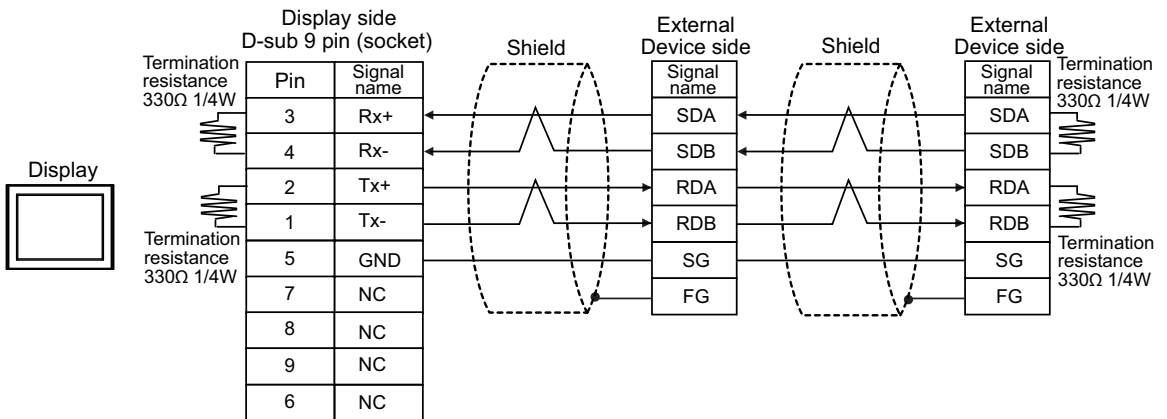 Display side
D-sub 9 pin (socket)
Shield
External
Device side
Shield
External
Device side
Termination
resistance
330Ω 1/4W
Pin
Signal
name
Signal
name
Signal
name
Termination
resistance
330Ω 1/4W
3
Rx+
SDA
SDA
4
Rx-
SDB
SDB
Display
2
Tx+
RDA
RDA
1
Tx-
RDB
RDB
Termination
resistance
330Ω 1/4W
Termination
resistance
330Ω 1/4W
5
GND
SG
SG
7
NC
FG
FG
8
NC
9
NC
6
NC